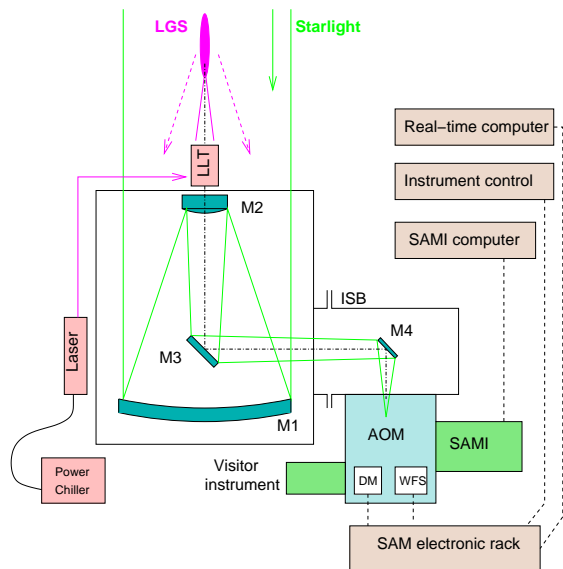 LGS
Starlight
LLT
Real-time computer
M2
Instrument control
SAMI computer
ISB
M3
M4
Laser
M1
AOM
SAMI
Power
Chiller
Visitor
instrument
DM
WFS
SAM electronic rack